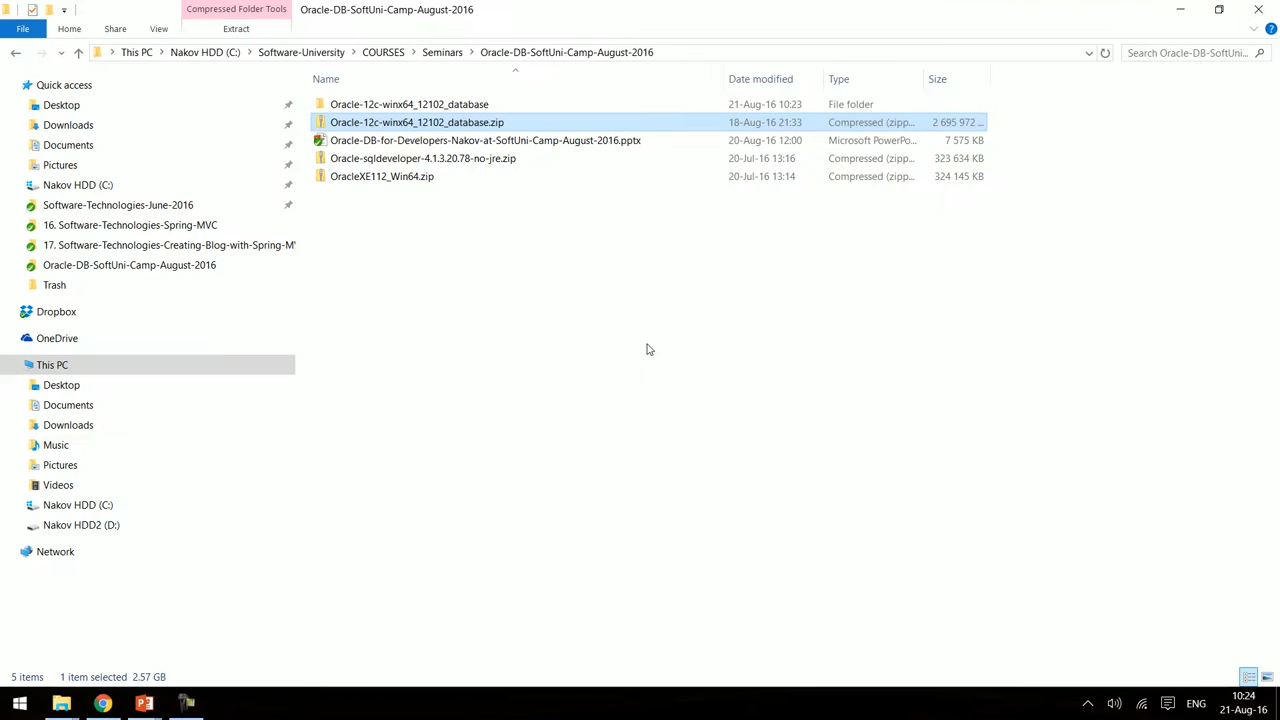 Compressed Folder Tools
Oracle-DB-SoftUni-Camp-August-2016
File
Home
Share
View
Extract
This PC
Nakov HDD (C:)
Software-University
COURSES
Seminars
Oracle-DB-SoftUni-Camp-August-2016
Search Oracle-DB-SoftUni...
Quick access
Desktop
Downloads
Documents
Pictures
Nakov HDD (C:)
Software-Technologies-June-2016
16. Software-Technologies-Spring-MVC
17. Software-Technologies-Creating-Blog-with-Spring-M
Oracle-DB-SoftUni-Camp-August-2016
Trash
Dropbox
OneDrive
This PC
Desktop
Documents
Downloads
Music
Pictures
Videos
Nakov HDD (C:)
Nakov HDD2 (D:)
Network
Name Date modified Type Size
Oracle-12c-winx64_12102_database 21-Aug-16 10:23 File folder
Oracle-12c-winx64_12102_database.zip 18-Aug-16 21:33 Compressed (zipp... 2 695 972 ...
Oracle-DB-for-Developers-Nakov-at-SoftUni-Camp-August-2016.pptx 20-Aug-16 12:00 Microsoft PowerPo... 7 575 KB
Oracle-sqldeveloper-4.1.3.20.78-no-jre.zip 20-Jul-16 13:16 Compressed (zipp... 323 634 KB
OracleXE112_Win64.zip 20-Jul-16 13:14 Compressed (zipp... 324 145 KB
5 items 1 item selected 2.57 GB
ENG
10:24
21-Aug-16